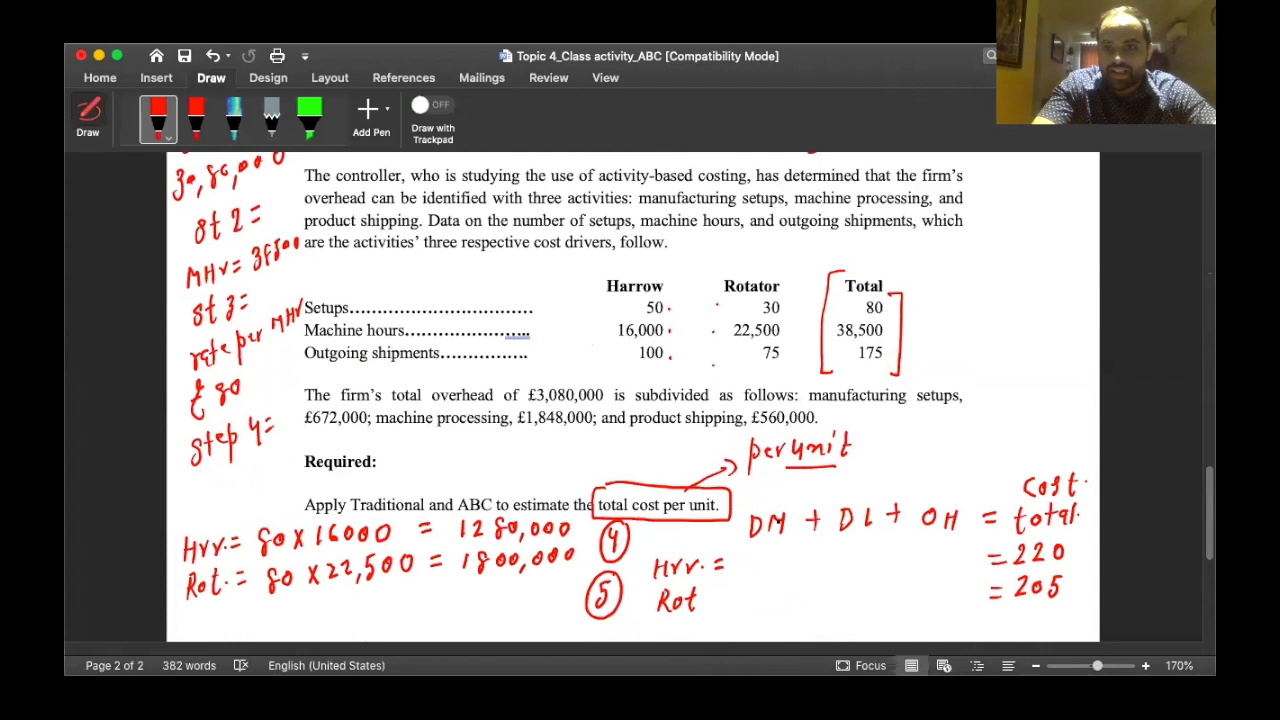 Topic 4_Class activity_ABC [Compatibility Mode]
Home Insert Draw Design Layout References Mailings Review View
Draw
Add Pen
OFF
Draw with
Trackpad
30,80,000
St 2 =
MHr = 38500
St 3 =
rate per MHr
£ 80
Step 4 =
The controller, who is studying the use of activity-based costing, has determined that the firm's
overhead can be identified with three activities: manufacturing setups, machine processing, and
product shipping. Data on the number of setups, machine hours, and outgoing shipments, which
are the activities' three respective cost drivers, follow.
Harrow Rotator Total
Setups……………………………… 50 30 80
Machine hours…………………….. 16,000 22,500 38,500
Outgoing shipments……………. 100 75 175
The firm's total overhead of £3,080,000 is subdivided as follows: manufacturing setups,
£672,000; machine processing, £1,848,000; and product shipping, £560,000.
per unit
Required:
Apply Traditional and ABC to estimate the total cost per unit.
Hrr. = 80 x 16000 = 1280,000
Rot. = 80 x 22,500 = 1800,000
4
5
cost
DM + DL + OH = total
Hrr. = = 220
Rot = 205
Page 2 of 2 382 words English (United States) Focus 170%